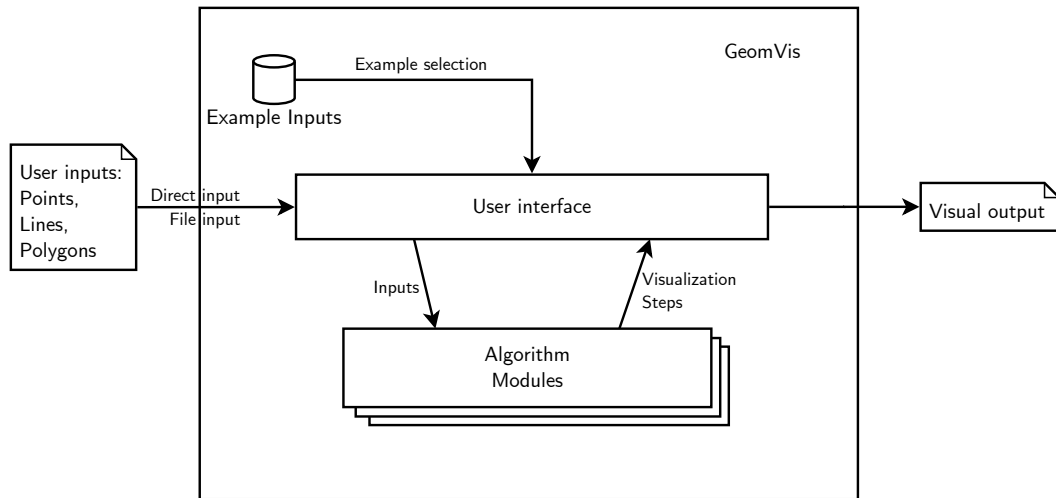 GeomVis
Example selection
Example Inputs
User inputs:
Points,
Lines,
Polygons
Direct input
File input
User interface
Visual output
Inputs
Visualization
Steps
Algorithm
Modules